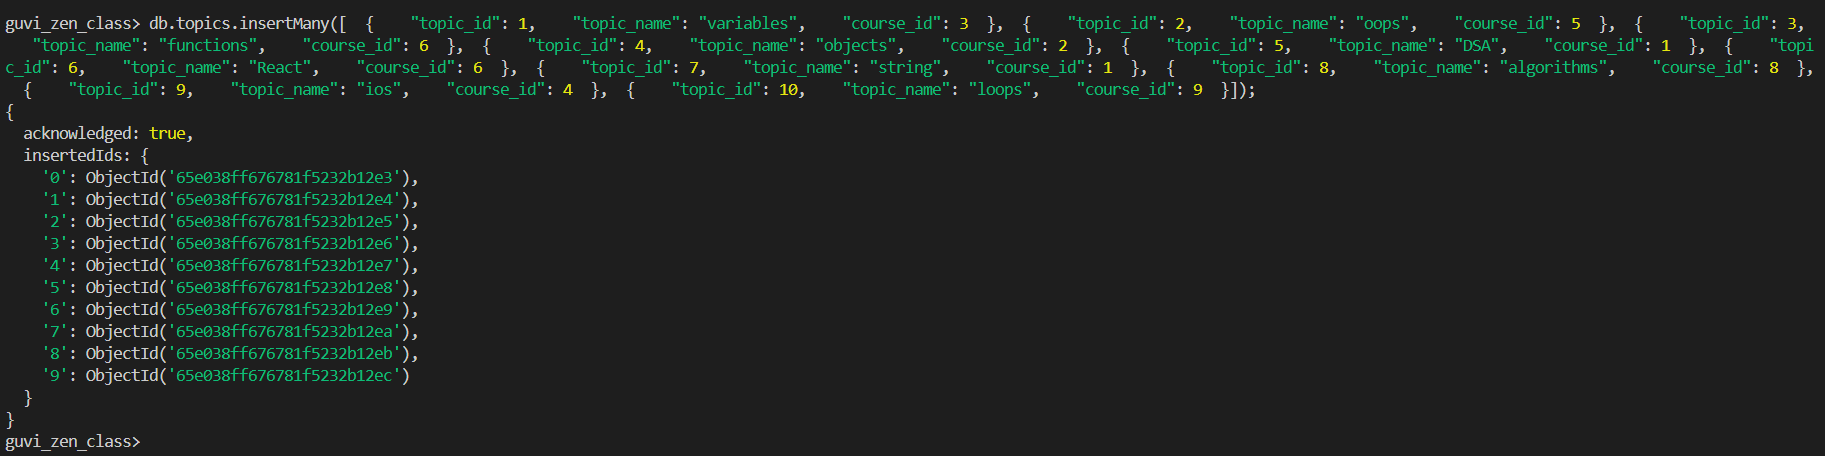 guvi_zen_class> db.topics.insertMany([  {    "topic_id": 1,    "topic_name": "variables",    "course_id": 3  },  {    "topic_id": 2,    "topic_name": "oops",    "course_id": 5  },  {    "topic_id": 3,
   "topic_name": "functions",    "course_id": 6  },  {    "topic_id": 4,    "topic_name": "objects",    "course_id": 2  },  {    "topic_id": 5,    "topic_name": "DSA",    "course_id": 1  },  {    "topi
c_id": 6,    "topic_name": "React",    "course_id": 6  },  {    "topic_id": 7,    "topic_name": "string",    "course_id": 1  },  {    "topic_id": 8,    "topic_name": "algorithms",    "course_id": 8  },
  {    "topic_id": 9,    "topic_name": "ios",    "course_id": 4  },  {    "topic_id": 10,    "topic_name": "loops",    "course_id": 9  }]);
{
  acknowledged: true,
  insertedIds: {
    '0': ObjectId('65e038ff676781f5232b12e3'),
    '1': ObjectId('65e038ff676781f5232b12e4'),
    '2': ObjectId('65e038ff676781f5232b12e5'),
    '3': ObjectId('65e038ff676781f5232b12e6'),
    '4': ObjectId('65e038ff676781f5232b12e7'),
    '5': ObjectId('65e038ff676781f5232b12e8'),
    '6': ObjectId('65e038ff676781f5232b12e9'),
    '7': ObjectId('65e038ff676781f5232b12ea'),
    '8': ObjectId('65e038ff676781f5232b12eb'),
    '9': ObjectId('65e038ff676781f5232b12ec')
  }
}
guvi_zen_class>